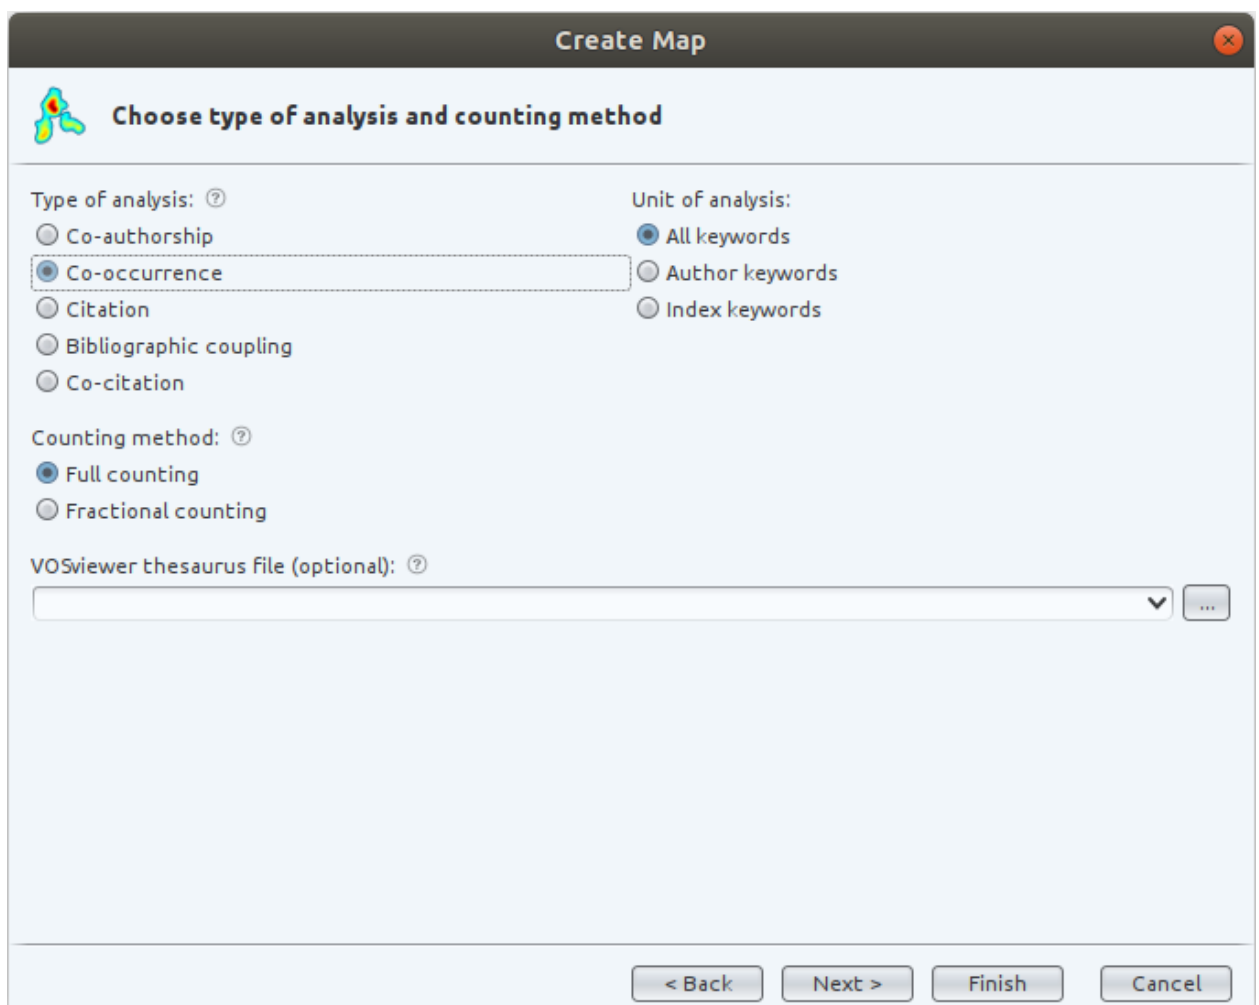 Create Map
Choose type of analysis and counting method
Type of analysis:
Unit of analysis:
Co-authorship
All keywords
Co-occurrence
Author keywords
Citation
Index keywords
Bibliographic coupling
Co-citation
Counting method:
Full counting
Fractional counting
VOSviewer thesaurus file (optional):
...
< Back
Next >
Finish
Cancel